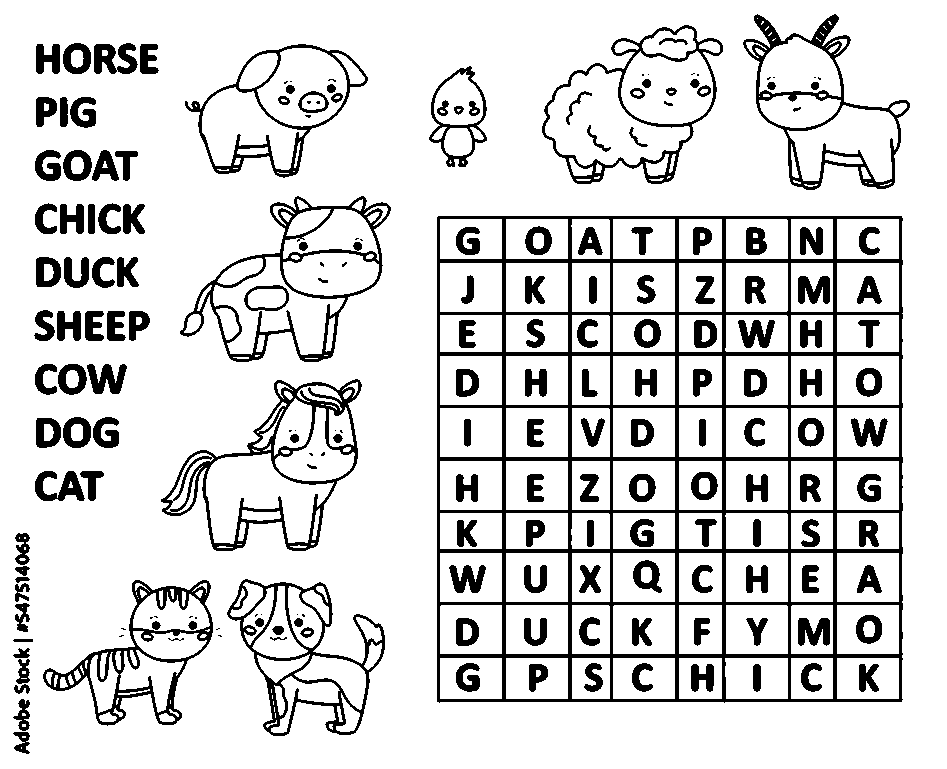 HORSE
PIG
GOAT
CHICK
DUCK
SHEEP
COW
DOG
CAT
G O A T P B N C
J K I S Z R M A
E S C O D W H T
D H L H P D H O
I E V D I C O W
H E Z O O H R G
K P I G T I S R
W U X Q C H E A
D U C K F Y M O
G P S C H I C K
Adobe Stock | #547514068